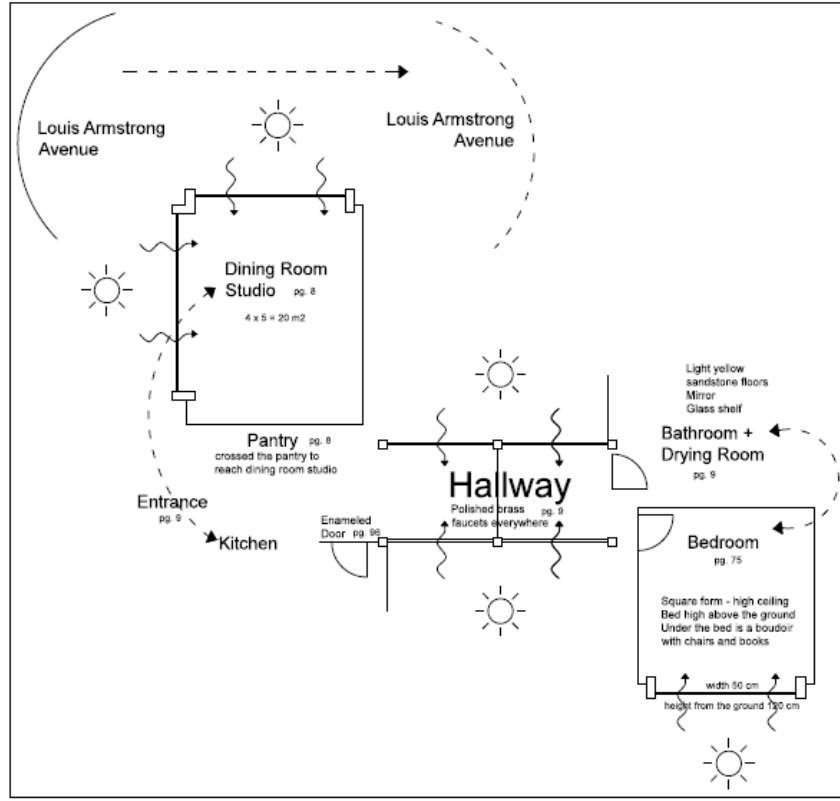 Louis Armstrong
Avenue
Louis Armstrong
Avenue
Dining Room
Studio pg. 8
4 x 5 = 20 m2
Light yellow
sandstone floors
Mirror
Glass shelf
Bathroom +
Drying Room
pg. 9
Pantry pg. 8
crossed the pantry to
reach dining room studio
Hallway
Polished brass pg. 9
faucets everywhere
Entrance
pg. 9
Kitchen
Enameled
Door pg. 96
Bedroom
pg. 75
Square form - high ceiling
Bed high above the ground
Under the bed is a boudoir
with chairs and books
width 50 cm
height from the ground 120 cm